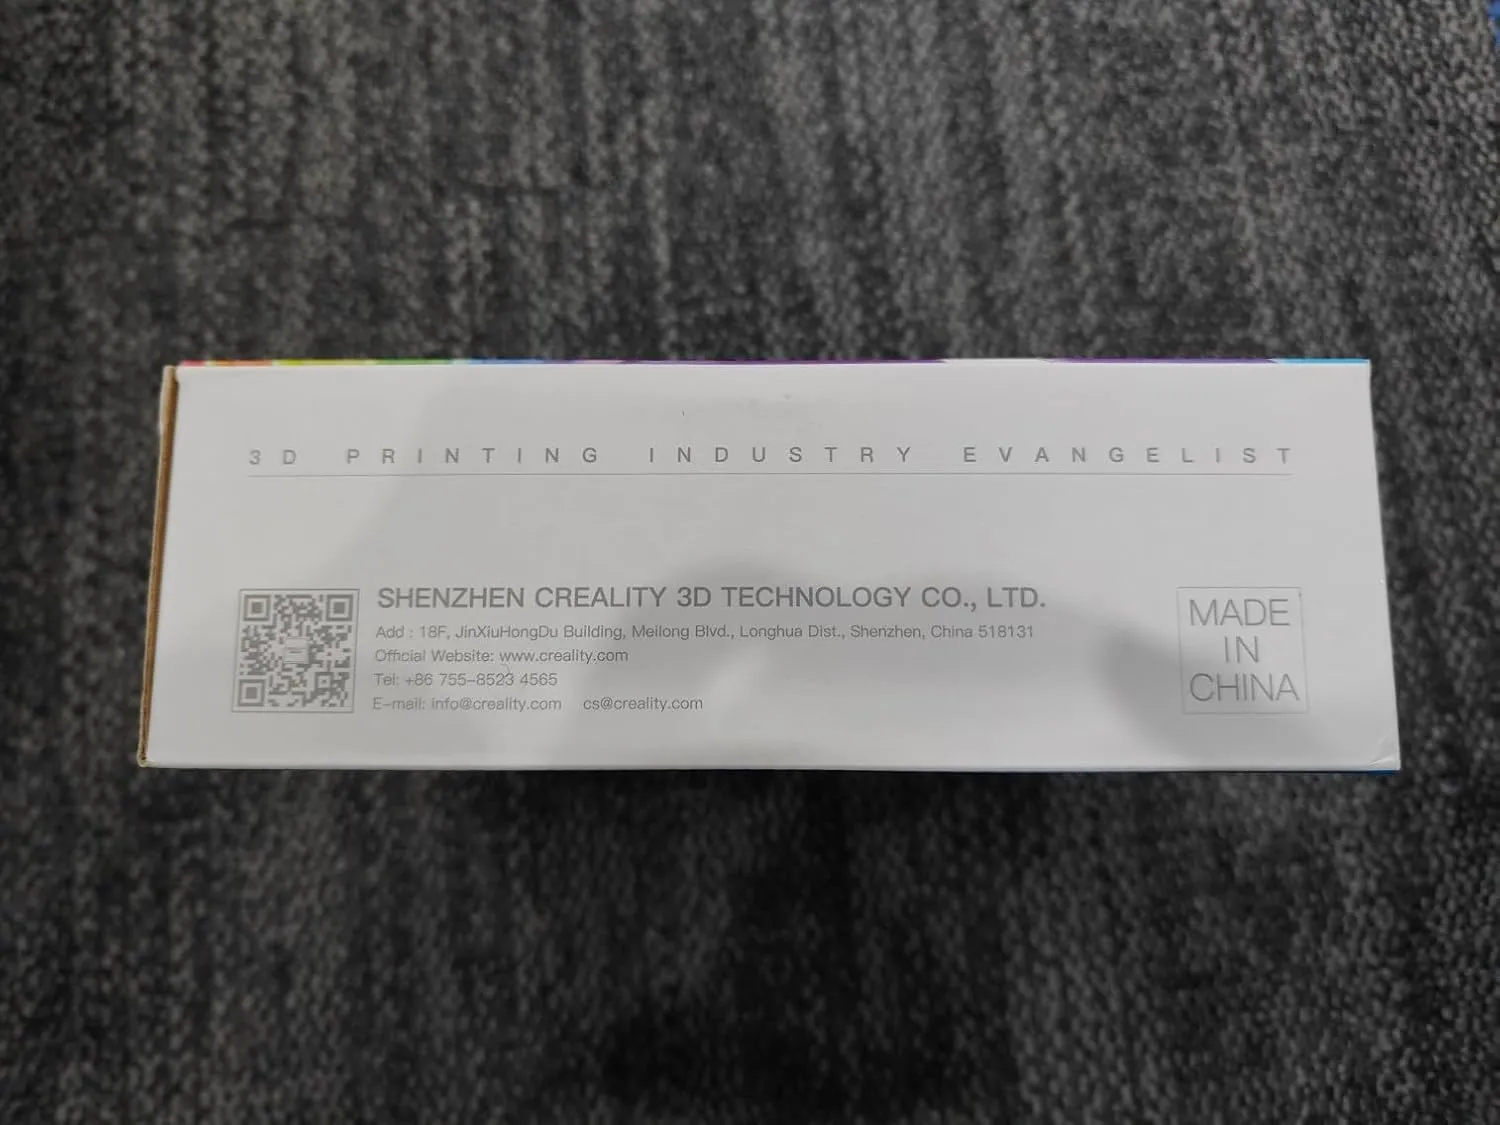 3D PRINTING INDUSTRY EVANGELIST
SHENZHEN CREALITY 3D TECHNOLOGY CO., LTD.
Add : 18F, JinXiuHongDu Building, Meilong Blvd., Longhua Dist., Shenzhen, China 518131
Official Website: www.creality.com
Tel: +86 755-8523 4565
E-mail: info@creality.com cs@creality.com
MADE
IN
CHINA